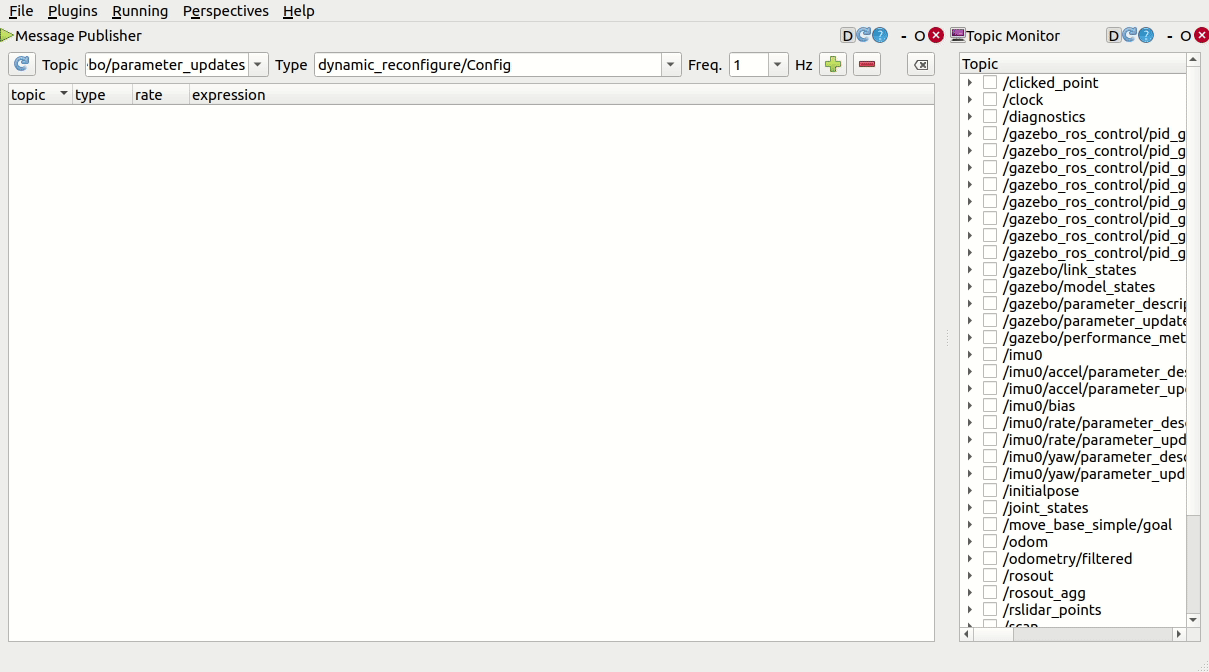 File Plugins Running Perspectives Help
Message Publisher D ? - O Topic Monitor D ? - O
Topic bo/parameter_updates Type dynamic_reconfigure/Config Freq. 1 Hz
topic type rate expression
Topic
/clicked_point
/clock
/diagnostics
/gazebo_ros_control/pid_g
/gazebo_ros_control/pid_g
/gazebo_ros_control/pid_g
/gazebo_ros_control/pid_g
/gazebo_ros_control/pid_g
/gazebo_ros_control/pid_g
/gazebo_ros_control/pid_g
/gazebo_ros_control/pid_g
/gazebo/link_states
/gazebo/model_states
/gazebo/parameter_descrip
/gazebo/parameter_update
/gazebo/performance_met
/imu0
/imu0/accel/parameter_des
/imu0/accel/parameter_upd
/imu0/bias
/imu0/rate/parameter_desc
/imu0/rate/parameter_upd
/imu0/yaw/parameter_desc
/imu0/yaw/parameter_upd
/initialpose
/joint_states
/move_base_simple/goal
/odom
/odometry/filtered
/rosout
/rosout_agg
/rslidar_points
/scan